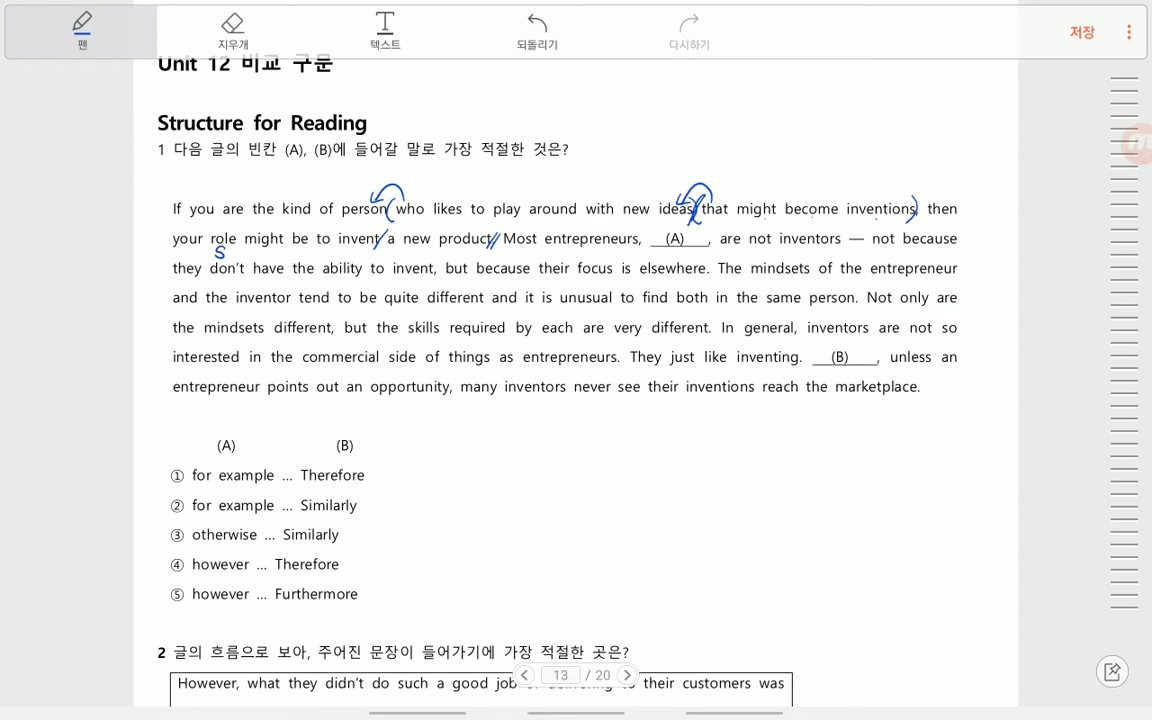 펜
지우개
텍스트
되돌리기
다시하기
저장
Unit 12 비교 구문
Structure for Reading
1 다음 글의 빈칸 (A), (B)에 들어갈 말로 가장 적절한 것은?
If you are the kind of person who likes to play around with new ideas that might become inventions, then
your role might be to invent a new product. Most entrepreneurs, (A) , are not inventors — not because
S
they don't have the ability to invent, but because their focus is elsewhere. The mindsets of the entrepreneur
and the inventor tend to be quite different and it is unusual to find both in the same person. Not only are
the mindsets different, but the skills required by each are very different. In general, inventors are not so
interested in the commercial side of things as entrepreneurs. They just like inventing. (B) , unless an
entrepreneur points out an opportunity, many inventors never see their inventions reach the marketplace.
(A) (B)
① for example ... Therefore
② for example ... Similarly
③ otherwise ... Similarly
④ however ... Therefore
⑤ however ... Furthermore
2 글의 흐름으로 보아, 주어진 문장이 들어가기에 가장 적절한 곳은?
13 / 20
However, what they didn't do such a good job to their customers was